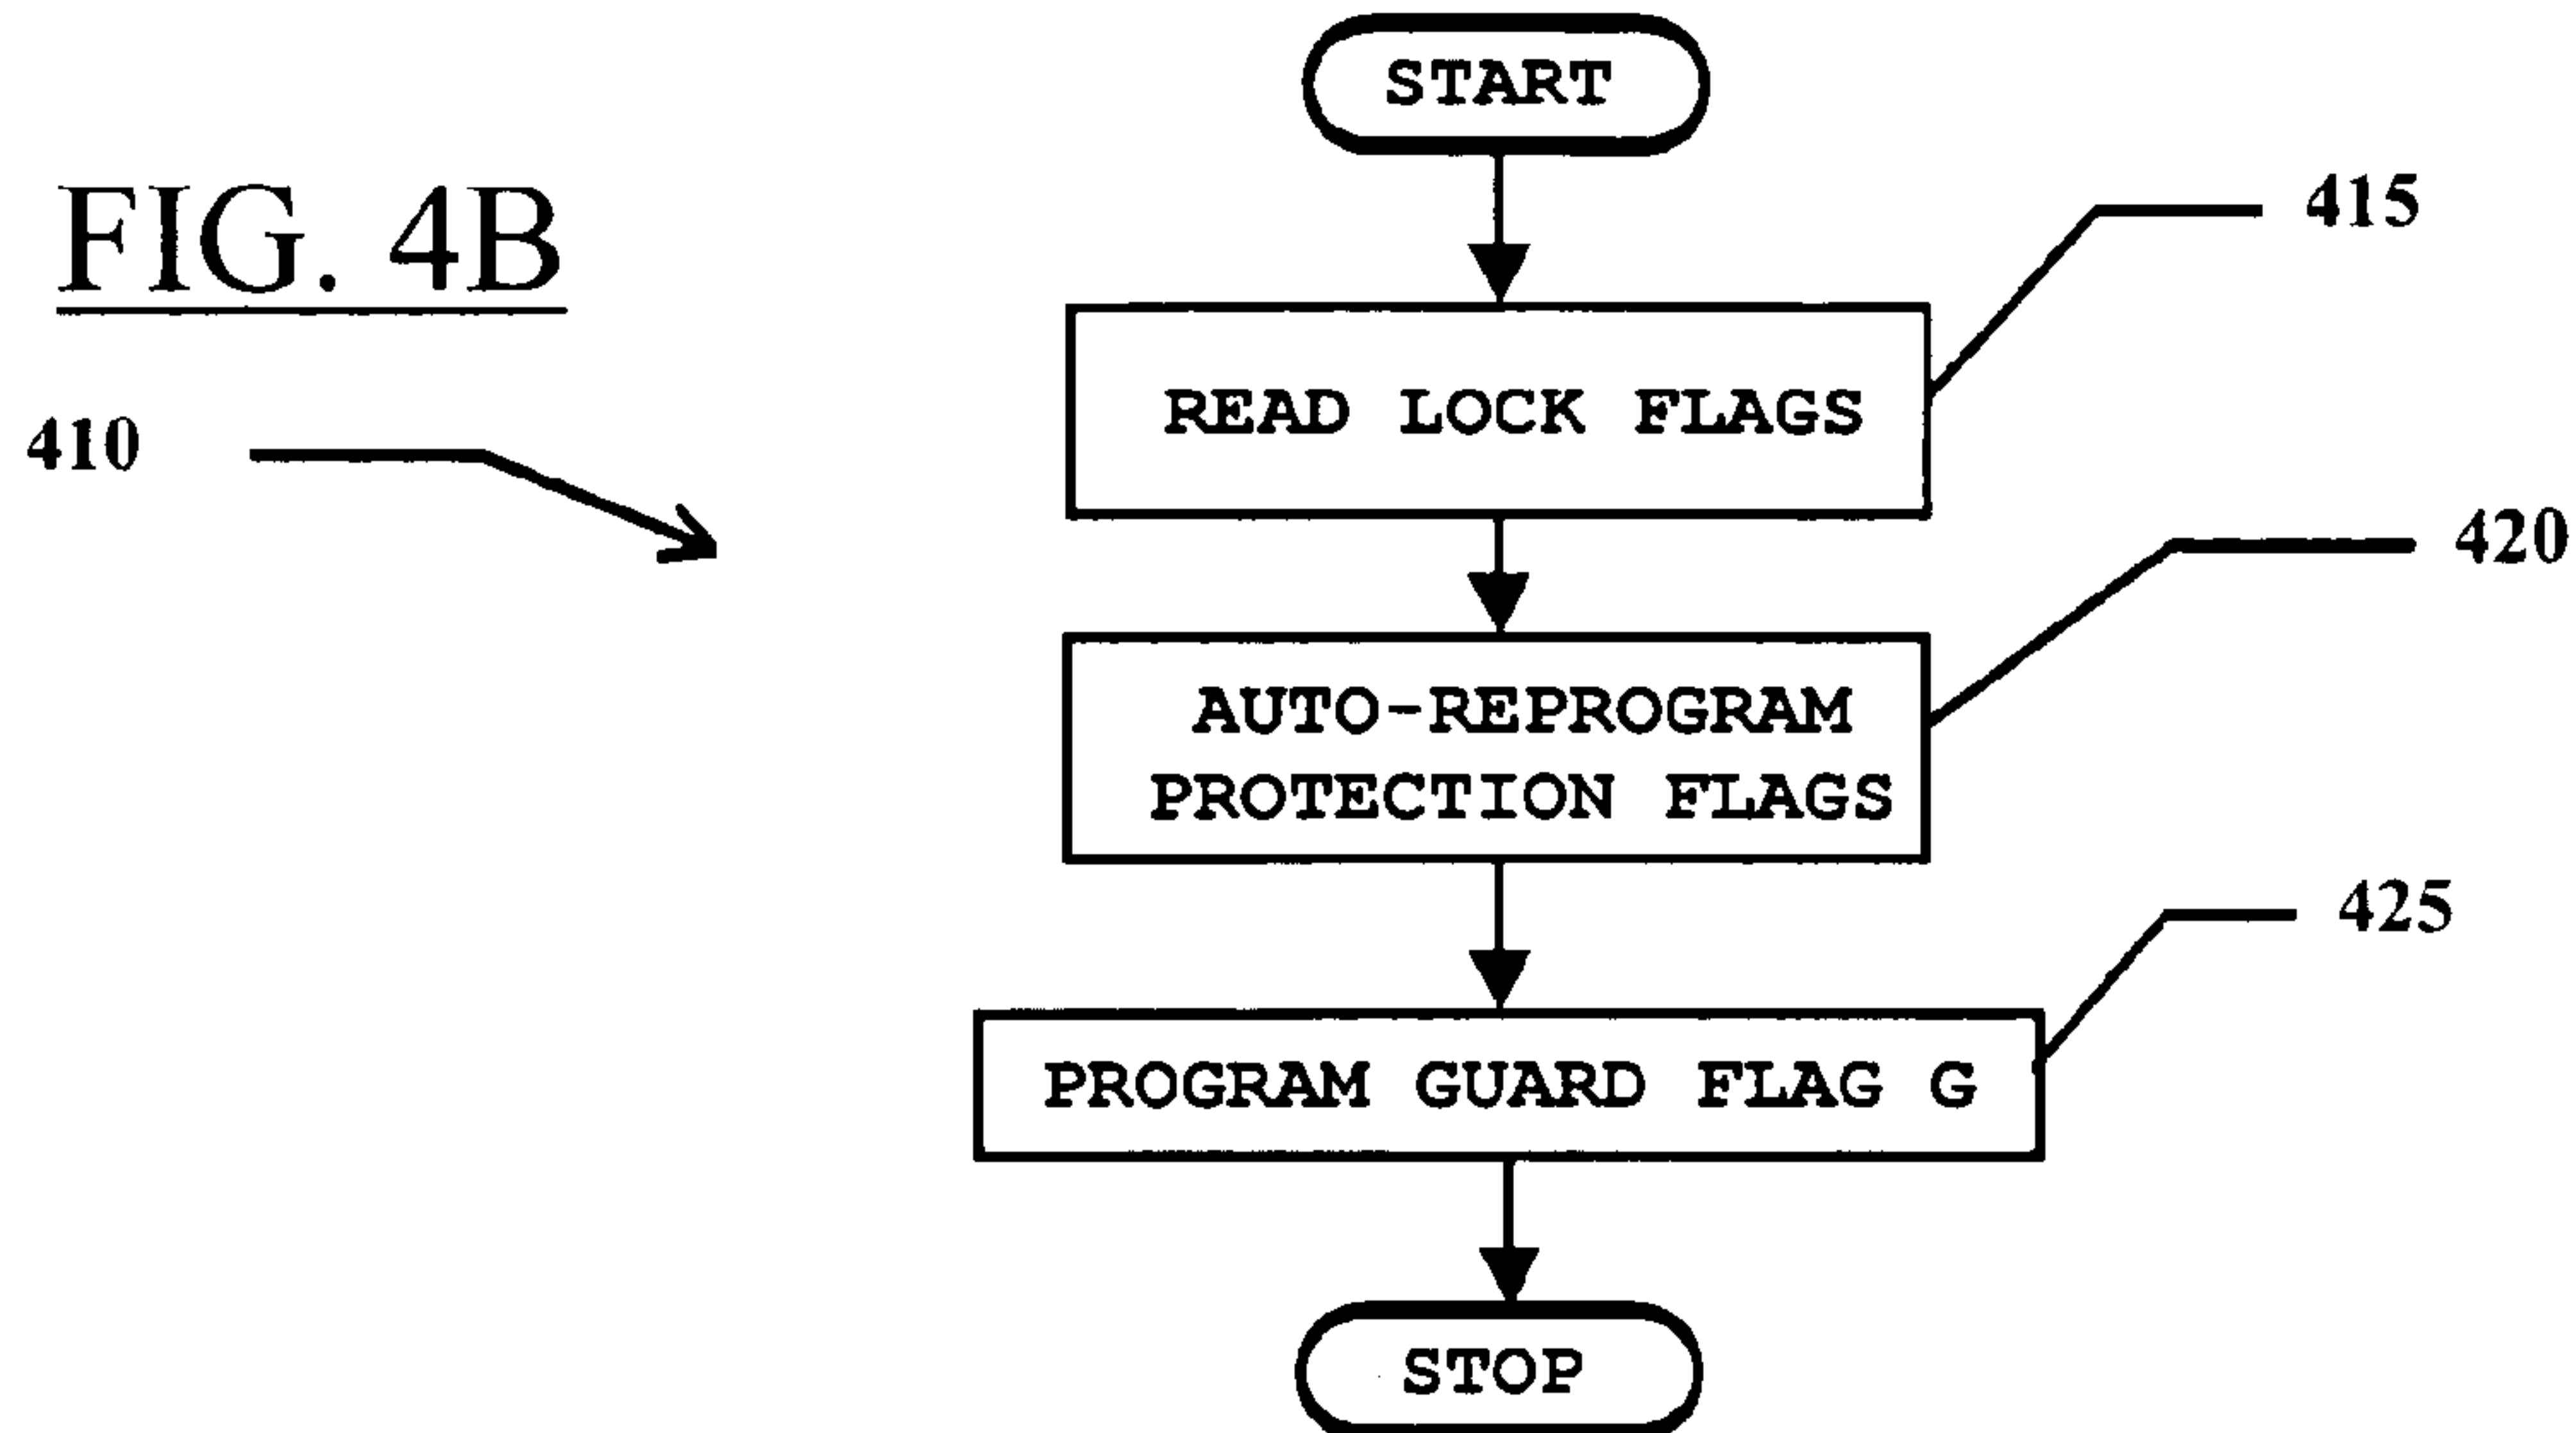 START
FIG. 4B
415
READ LOCK FLAGS
410
420
AUTO-REPROGRAM
PROTECTION FLAGS
425
PROGRAM GUARD FLAG G
STOP